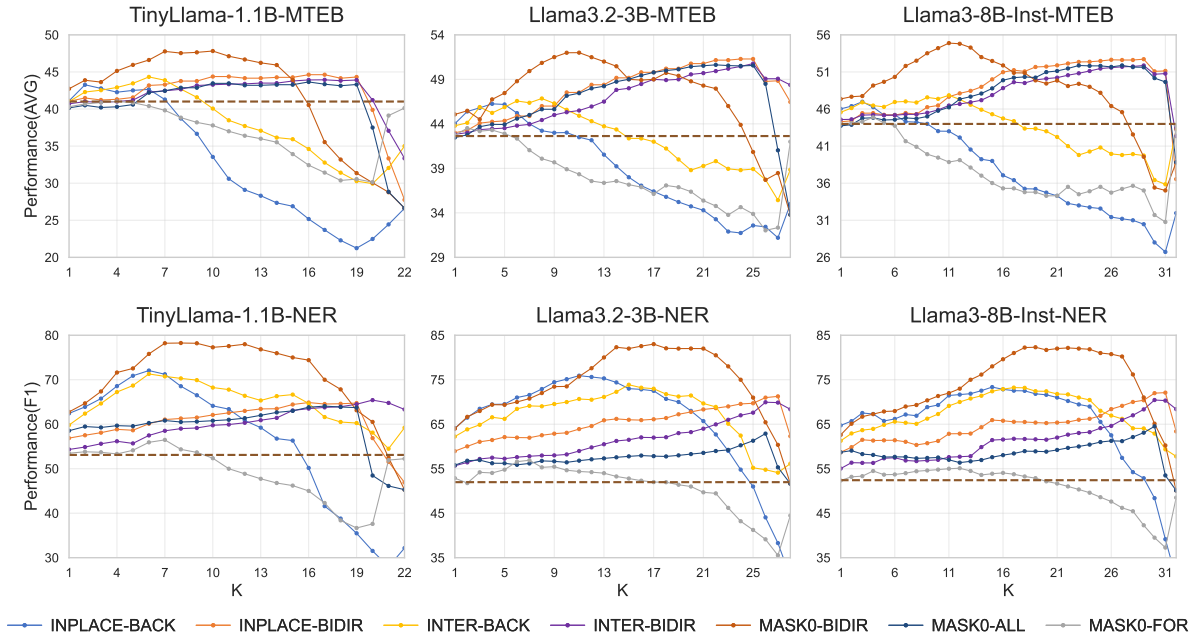 TinyLlama-1.1B-MTEB
Llama3.2-3B-MTEB
Llama3-8B-Inst-MTEB
Performance(AVG)
50
45
40
35
30
25
20
1 4 7 10 13 16 19 22
54
49
44
39
34
29
1 5 9 13 17 21 25
56
51
46
41
36
31
26
1 6 11 16 21 26 31
TinyLlama-1.1B-NER
Llama3.2-3B-NER
Llama3-8B-Inst-NER
Performance(F1)
80
70
60
50
40
30
1 4 7 10 13 16 19 22
K
85
75
65
55
45
35
1 5 9 13 17 21 25
K
85
75
65
55
45
35
1 6 11 16 21 26 31
K
INPLACE-BACK INPLACE-BIDIR INTER-BACK INTER-BIDIR MASK0-BIDIR MASK0-ALL MASK0-FOR